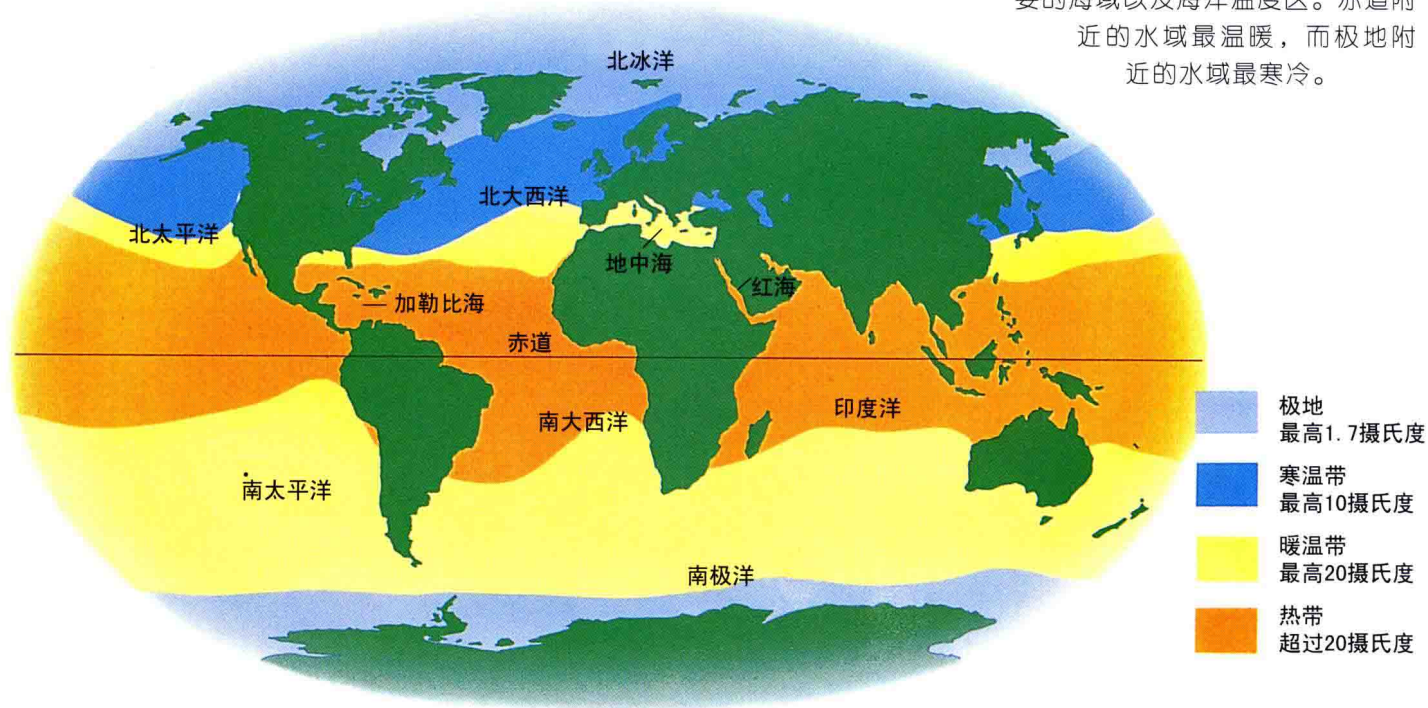 要的海域以及海洋温度区。赤道附
近的水域最温暖，而极地附
近的水域最寒冷。
北冰洋
北大西洋
北太平洋
地中海
红海
加勒比海
赤道
南大西洋
印度洋
南太平洋
南极洋
极地
最高1.7摄氏度
寒温带
最高10摄氏度
暖温带
最高20摄氏度
热带
超过20摄氏度